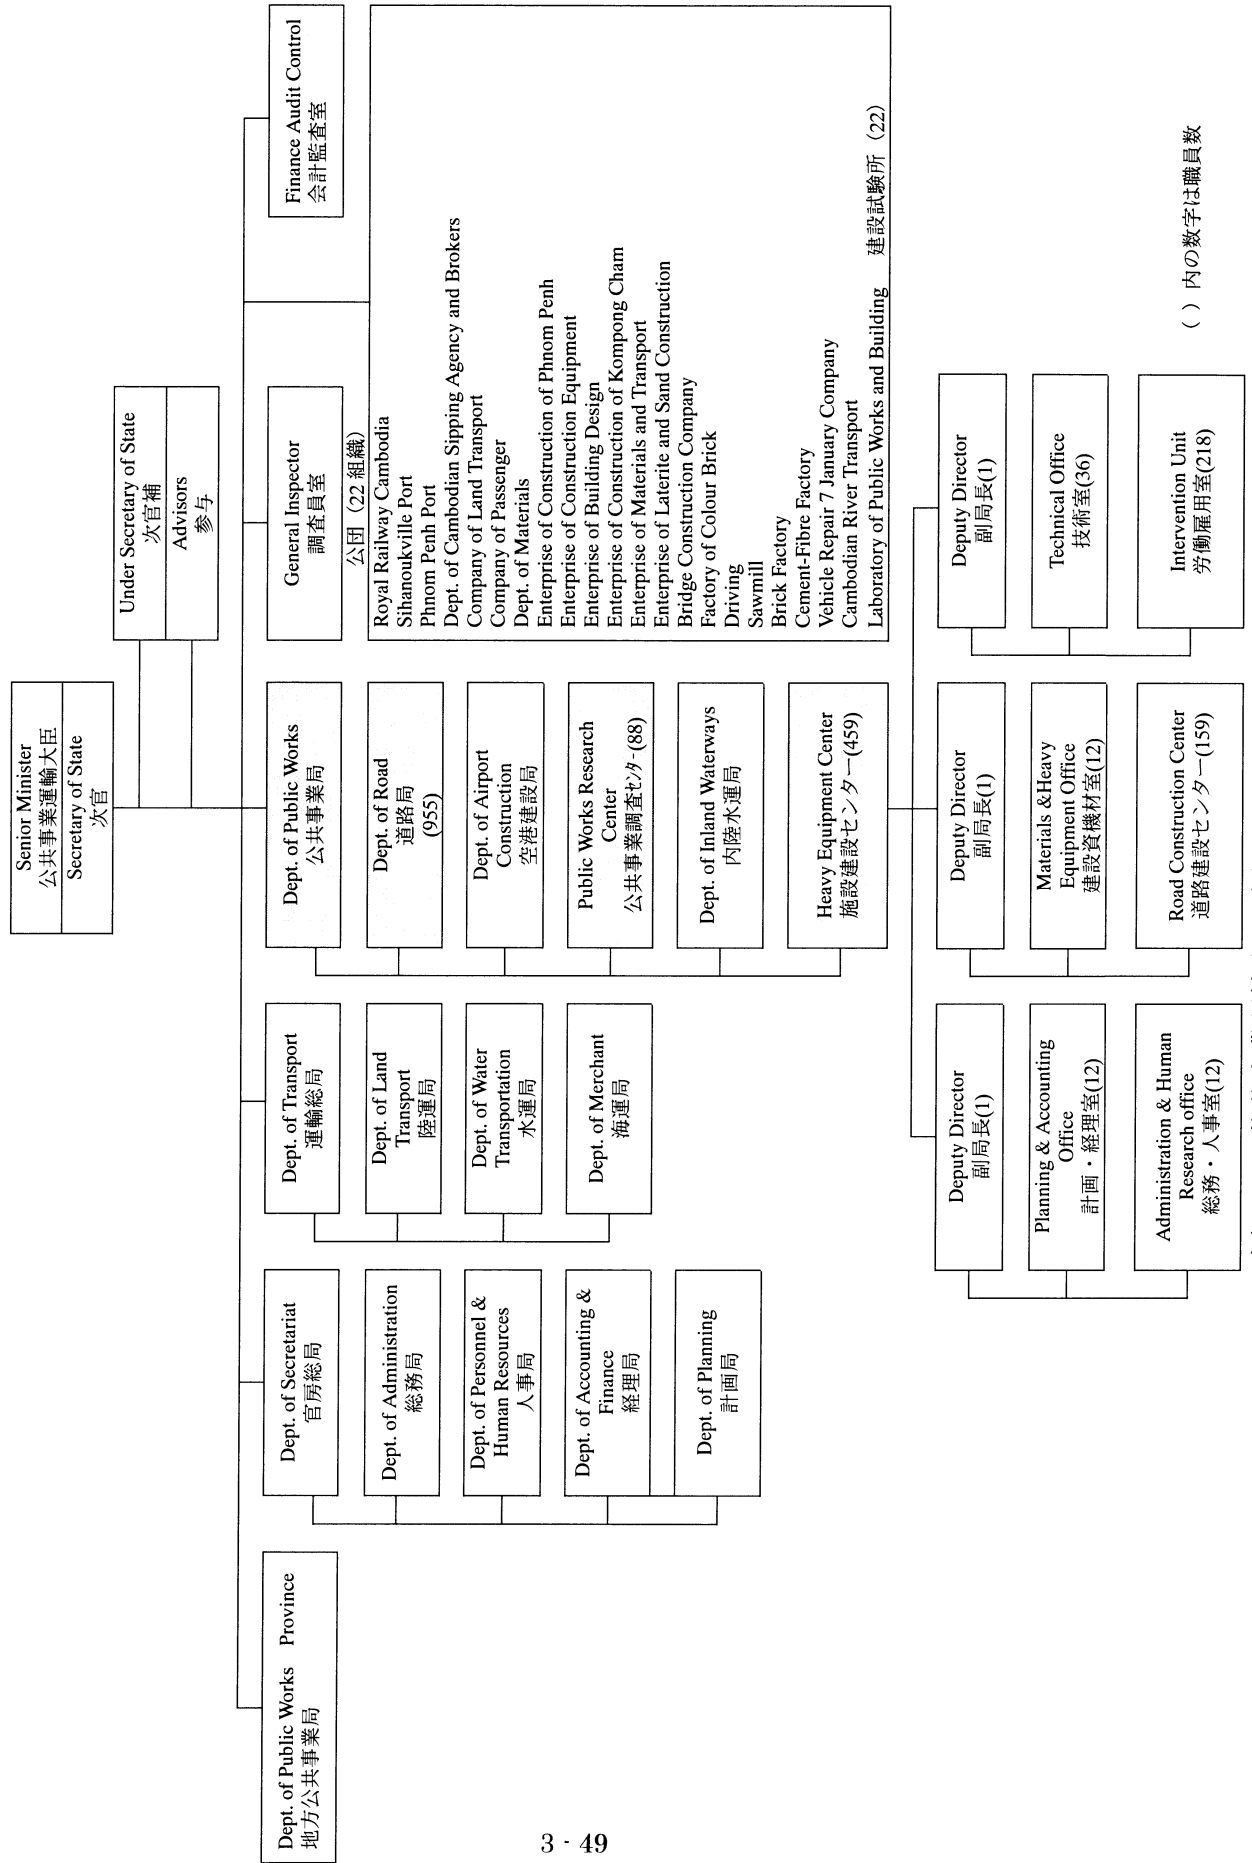 Senior Minister
公共事業運輸大臣
Secretary of State
次官
Under Secretary of State
次官補
Advisors
参与
Dept. of Public Works Province
地方公共事業局
Dept. of Secretariat
官房総局
Dept. of Administration
総務局
Dept. of Personnel &
Human Resources
人事局
Dept. of Accounting &
Finance
経理局
Dept. of Planning
計画局
Dept. of Transport
運輸総局
Dept. of Land
Transport
陸運局
Dept. of Water
Transportation
水運局
Dept. of Merchant
海運局
Dept. of Public Works
公共事業局
Dept. of Road
道路局
(955)
Dept. of Airport
Construction
空港建設局
Public Works Research
Center
公共事業調査センター(88)
Dept. of Inland Waterways
内陸水運局
Heavy Equipment Center
施設建設センター(459)
General Inspector
調査員室
Finance Audit Control
会計監査室
公団（22 組織）
Royal Railway Cambodia
Sihanoukville Port
Phnom Penh Port
Dept. of Cambodian Sipping Agency and Brokers
Company of Land Transport
Company of Passenger
Dept. of Materials
Enterprise of Construction of Phnom Penh
Enterprise of Construction Equipment
Enterprise of Building Design
Enterprise of Construction of Kompong Cham
Enterprise of Materials and Transport
Enterprise of Laterite and Sand Construction
Bridge Construction Company
Factory of Colour Brick
Driving
Sawmill
Brick Factory
Cement-Fibre Factory
Vehicle Repair 7 January Company
Cambodian River Transport
Laboratory of Public Works and Building 建設試験所（22）
Deputy Director
副局長(1)
Planning & Accounting
Office
計画・経理室(12)
Administration & Human
Research office
総務・人事室(12)
Deputy Director
副局長(1)
Materials &Heavy
Equipment Office
建設資機材室(12)
Road Construction Center
道路建設センター(159)
Deputy Director
副局長(1)
Technical Office
技術室(36)
Intervention Unit
労働雇用室(218)
（ ）内の数字は職員数
3 - 49